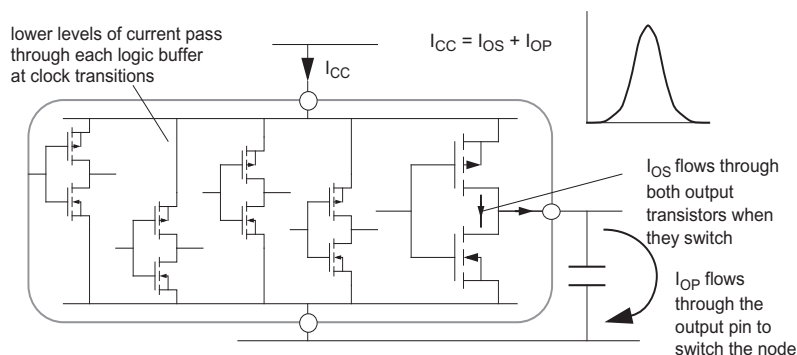 lower levels of current pass
through each logic buffer
at clock transitions
I_CC
I_CC = I_OS + I_OP
I_OS flows through
both output
transistors when
they switch
I_OP flows
through the
output pin to
switch the node